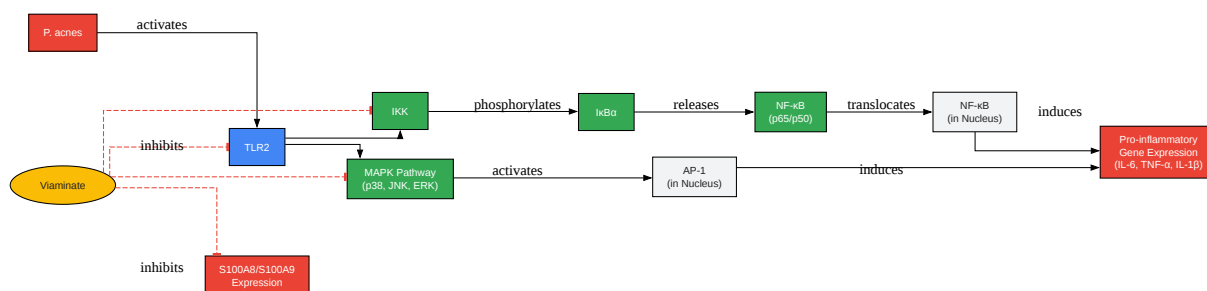 P. acnes
activates
IKK
phosphorylates
IκBα
releases
NF-κB
(p65/p50)
translocates
NF-κB
(in Nucleus)
induces
inhibits
TLR2
Pro-inflammatory
Gene Expression
(IL-6, TNF-α, IL-1β)
Viaminate
MAPK Pathway
(p38, JNK, ERK)
activates
AP-1
(in Nucleus)
induces
inhibits
S100A8/S100A9
Expression